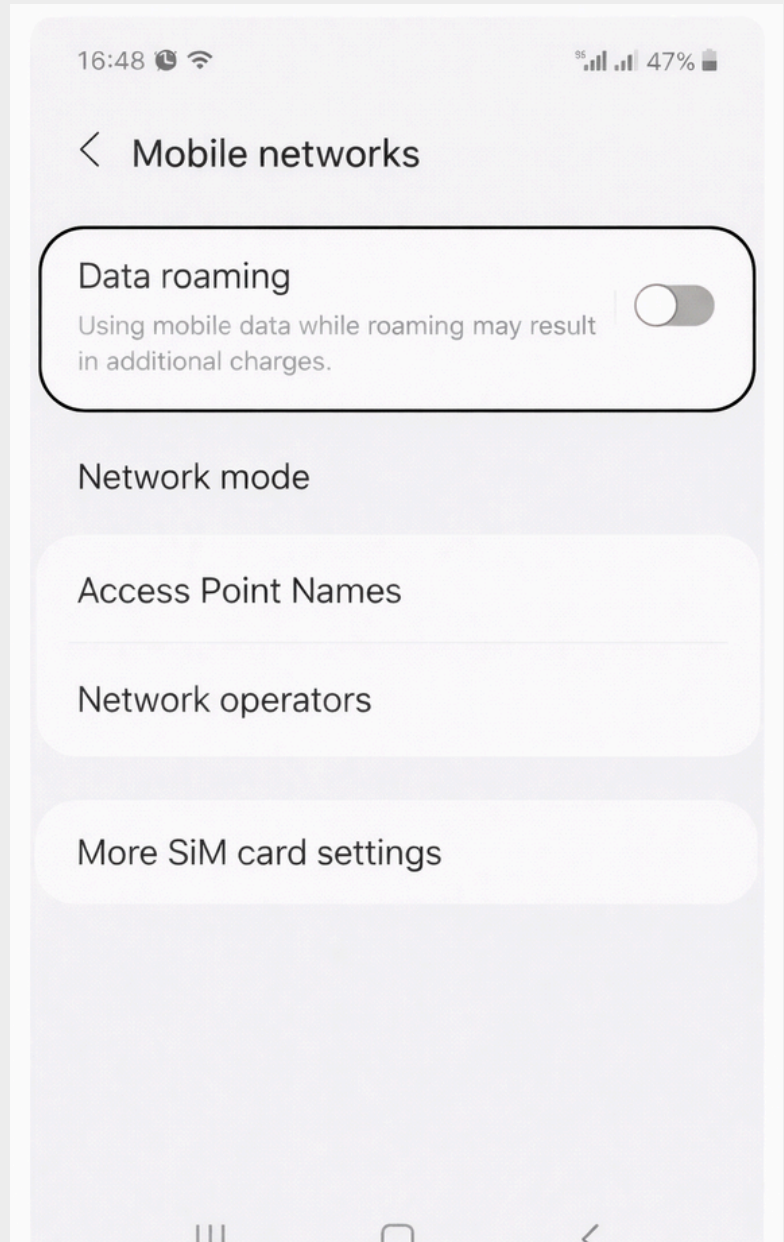 16:48 47%
Mobile networks
Data roaming
Using mobile data while roaming may result
in additional charges.
Network mode
Access Point Names
Network operators
More SiM card settings